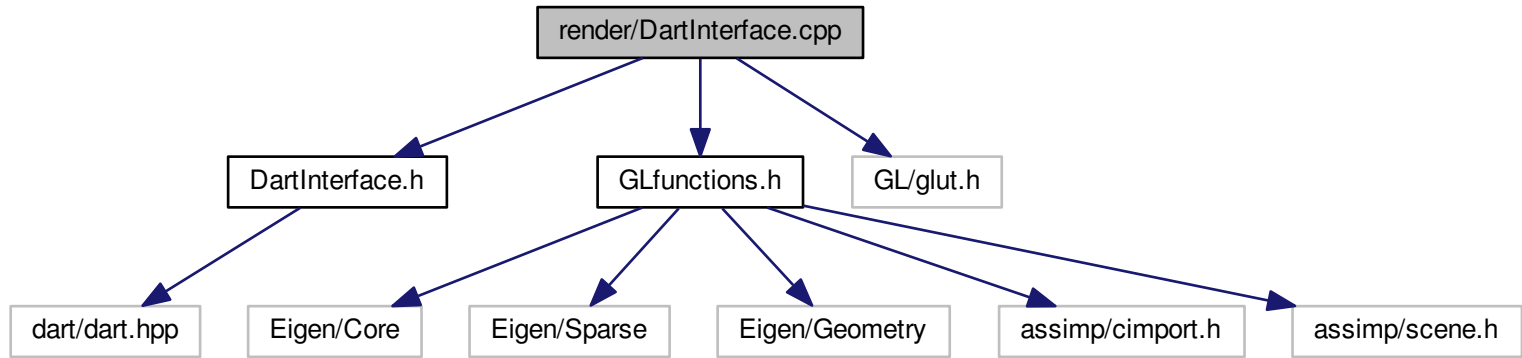 render/DartInterface.cpp
DartInterface.h
GLfunctions.h
GL/glut.h
dart/dart.hpp
Eigen/Core
Eigen/Sparse
Eigen/Geometry
assimp/cimport.h
assimp/scene.h